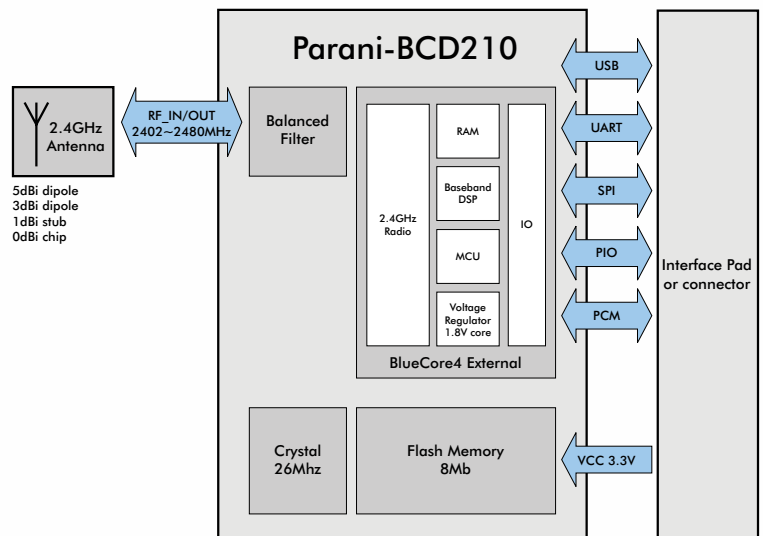 Parani-BCD210
2.4GHz
Antenna
5dBi dipole
3dBi dipole
1dBi stub
0dBi chip
RF_IN/OUT
2402~2480MHz
Balanced
Filter
2.4GHz
Radio
RAM
Baseband
DSP
MCU
Voltage
Regulator
1.8V core
IO
BlueCore4 External
Crystal
26Mhz
Flash Memory
8Mb
USB
UART
SPI
PIO
PCM
VCC 3.3V
Interface Pad
or connector